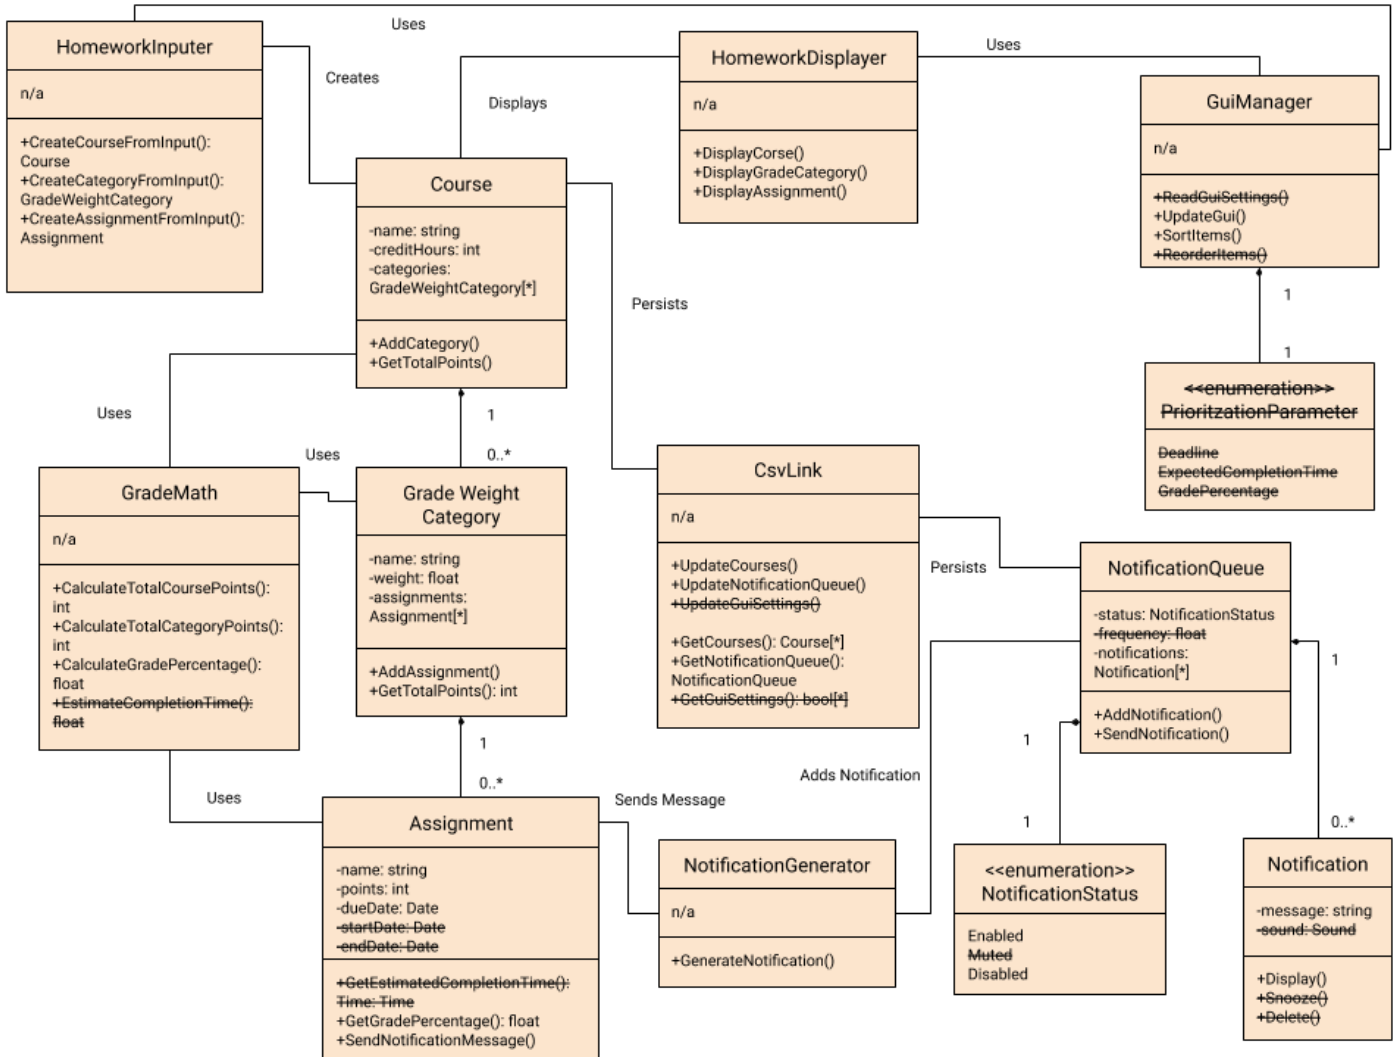 Uses
HomeworkInputer
n/a
+CreateCourseFromInput():
Course
+CreateCategoryFromInput():
GradeWeightCategory
+CreateAssignmentFromInput():
Assignment
Creates
Displays
HomeworkDisplayer
n/a
+DisplayCorse()
+DisplayGradeCategory()
+DisplayAssignment()
Uses
GuiManager
n/a
+ReadGuiSettings()
+UpdateGui()
+SortItems()
+ReorderItems()
1
1
<<enumeration>>
PrioritzationParameter
Deadline
ExpectedCompletionTime
GradePercentage
Course
-name: string
-creditHours: int
-categories:
GradeWeightCategory[*]
+AddCategory()
+GetTotalPoints()
Persists
Uses
1
0..*
Uses
GradeMath
n/a
+CalculateTotalCoursePoints():
int
+CalculateTotalCategoryPoints():
int
+CalculateGradePercentage():
float
+EstimateCompletionTime():
float
Grade Weight
Category
-name: string
-weight: float
-assignments:
Assignment[*]
+AddAssignment()
+GetTotalPoints(): int
CsvLink
n/a
+UpdateCourses()
+UpdateNotificationQueue()
+UpdateGuiSettings()
+GetCourses(): Course[*]
+GetNotificationQueue():
NotificationQueue
+GetGuiSettings(): bool[*]
Persists
NotificationQueue
-status: NotificationStatus
-frequency: float
-notifications:
Notification[*]
+AddNotification()
+SendNotification()
1
1
1
0..*
Uses
1
0..*
Assignment
-name: string
-points: int
-dueDate: Date
-startDate: Date
-endDate: Date
+GetEstimatedCompletionTime():
Time: Time
+GetGradePercentage(): float
+SendNotificationMessage()
Sends Message
Adds Notification
NotificationGenerator
n/a
+GenerateNotification()
<<enumeration>>
NotificationStatus
Enabled
Muted
Disabled
Notification
-message: string
-sound: Sound
+Display()
+Snooze()
+Delete()